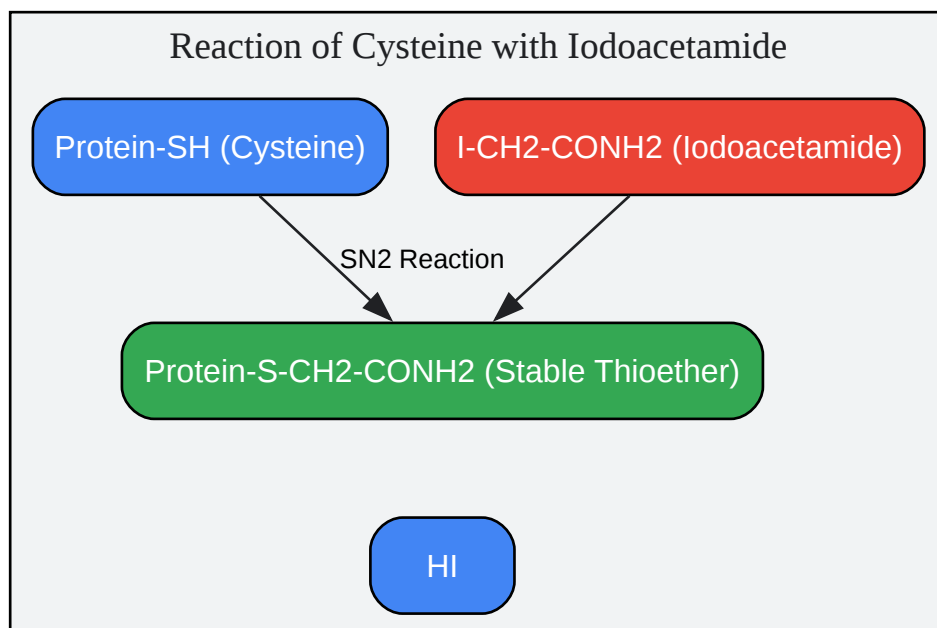 Reaction of Cysteine with Iodoacetamide
Protein-SH (Cysteine)
I-CH2-CONH2 (Iodoacetamide)
SN2 Reaction
Protein-S-CH2-CONH2 (Stable Thioether)
HI